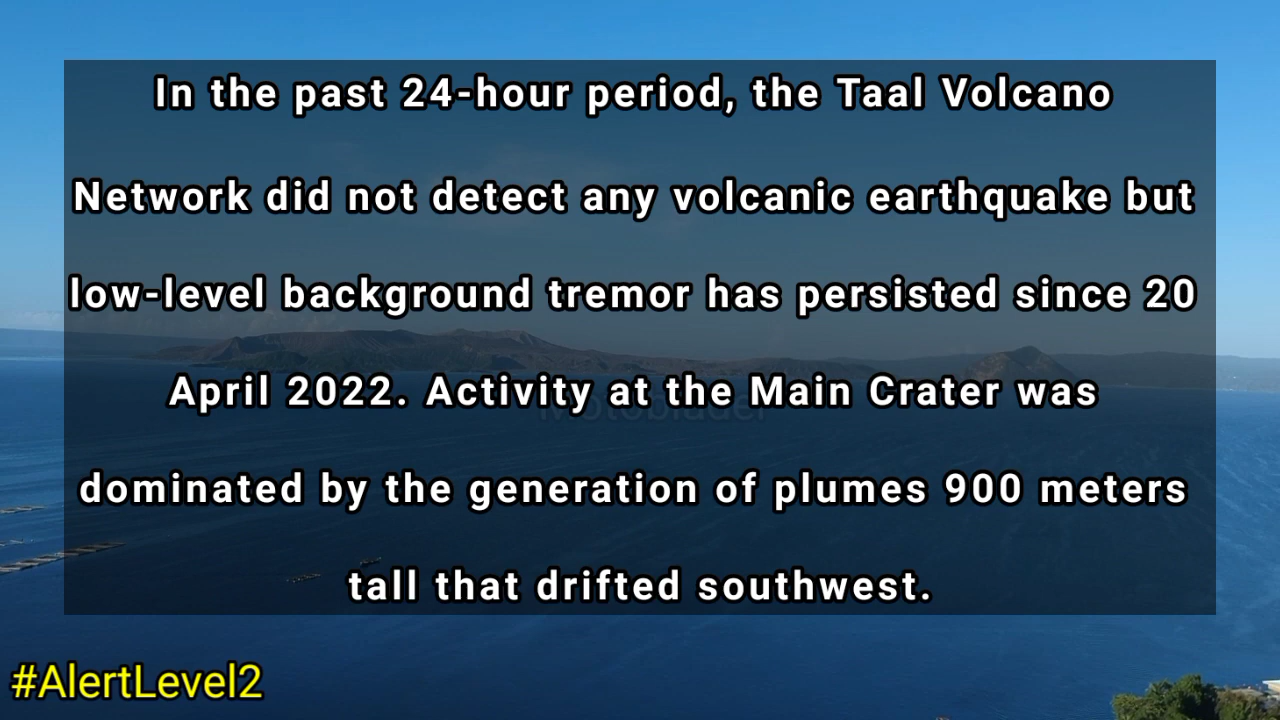 In the past 24-hour period, the Taal Volcano
Network did not detect any volcanic earthquake but
low-level background tremor has persisted since 20
April 2022. Activity at the Main Crater was
dominated by the generation of plumes 900 meters
tall that drifted southwest.
#AlertLevel2